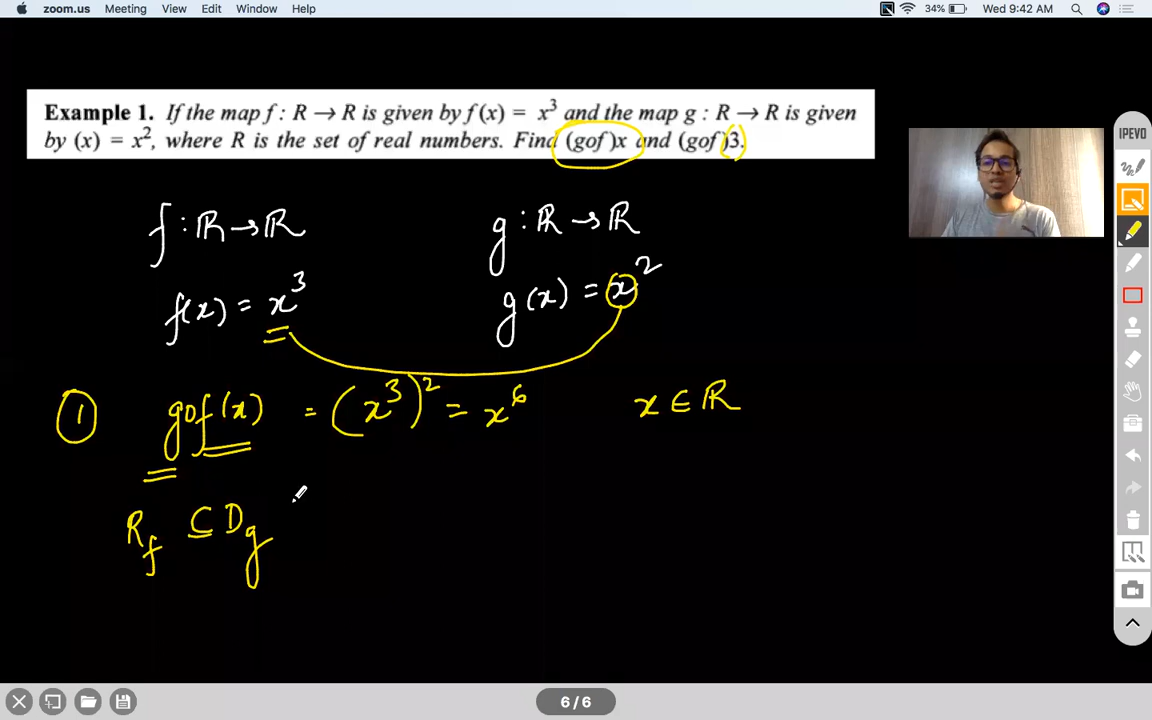 zoom.us Meeting View Edit Window Help 34% Wed 9:42 AM
Example 1. If the map f : R → R is given by f (x) = x³ and the map g : R → R is given
by (x) = x², where R is the set of real numbers. Find (gof )x and (gof )3.
IPEVO
f : ℝ → ℝ g : ℝ → ℝ
f(x) = x³ g(x) = x²
① gof(x) = (x³)² = x⁶ x ∈ ℝ
R_f ⊆ D_g
6/6